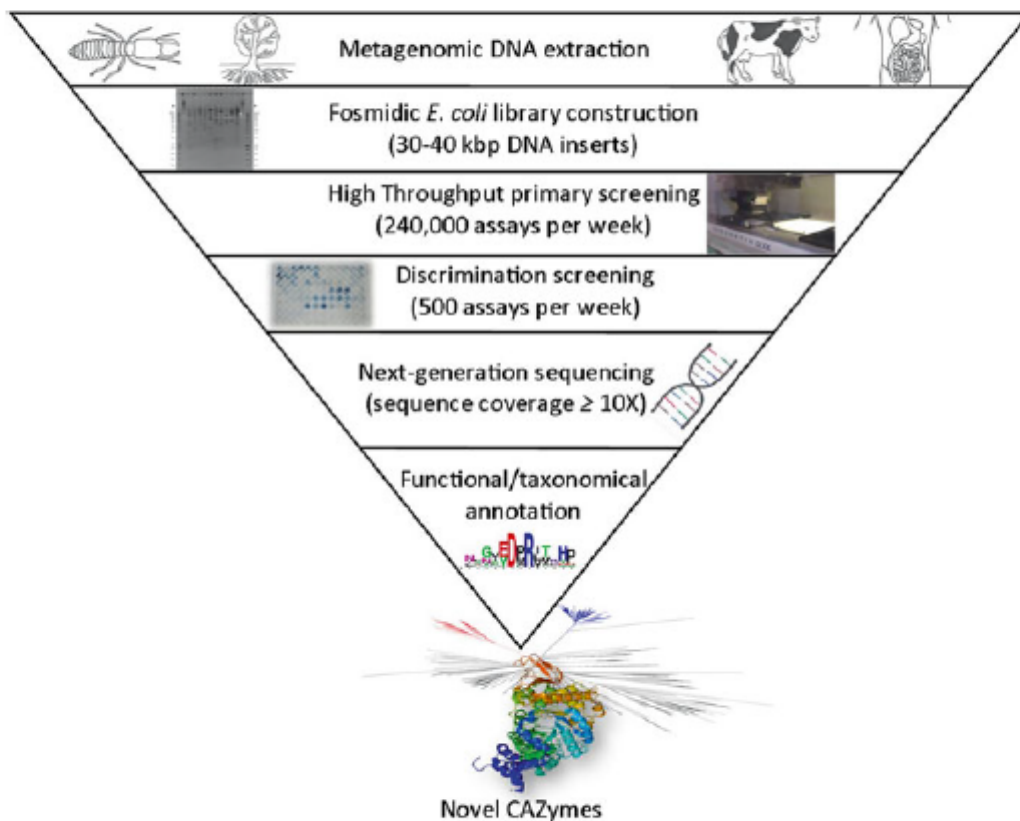 Metagenomic DNA extraction
Fosmidic E. coli library construction
(30-40 kbp DNA inserts)
High Throughput primary screening
(240,000 assays per week)
Discrimination screening
(500 assays per week)
Next-generation sequencing
(sequence coverage ≥ 10X)
Functional/taxonomical
annotation
Novel CAZymes